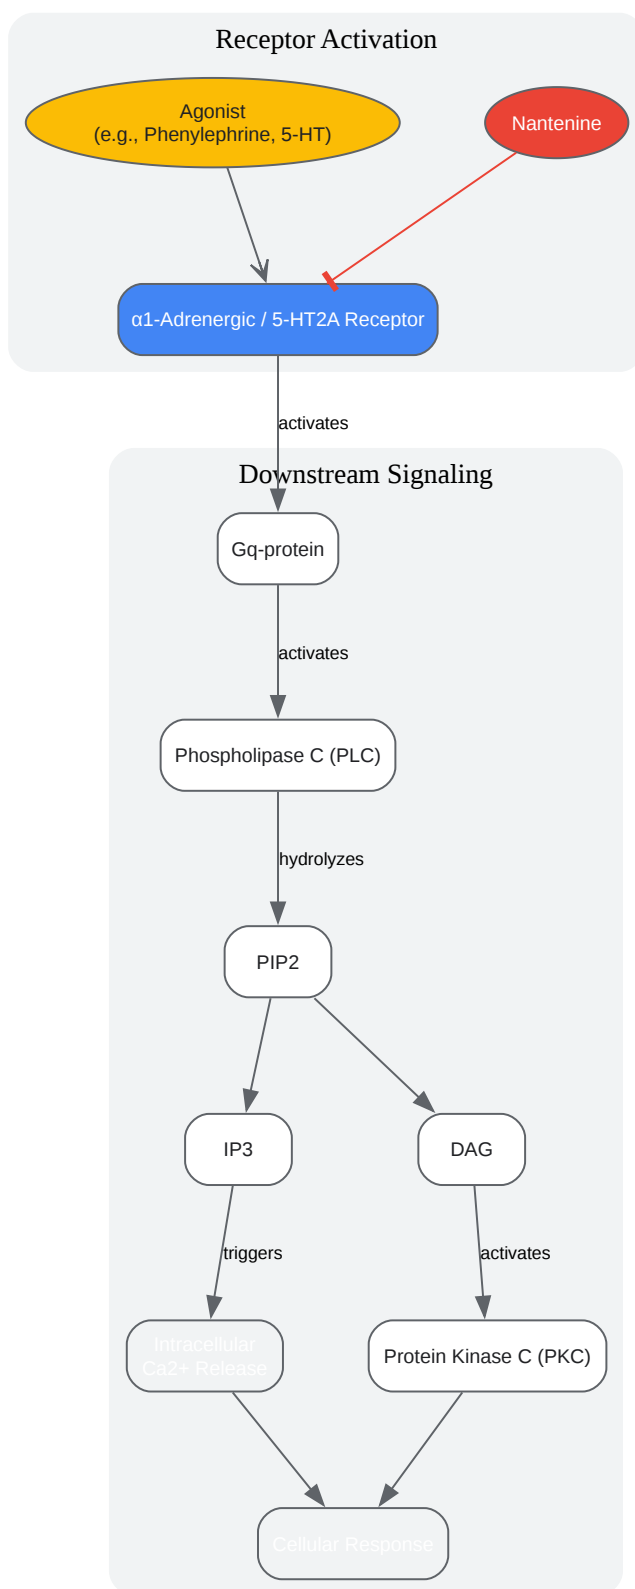 Receptor Activation
Agonist
(e.g., Phenylephrine, 5-HT)
Nantenine
α1-Adrenergic / 5-HT2A Receptor
activates
Downstream Signaling
Gq-protein
activates
Phospholipase C (PLC)
hydrolyzes
PIP2
IP3
DAG
triggers
activates
Intracellular
Ca2+ Release
Protein Kinase C (PKC)
Cellular Response